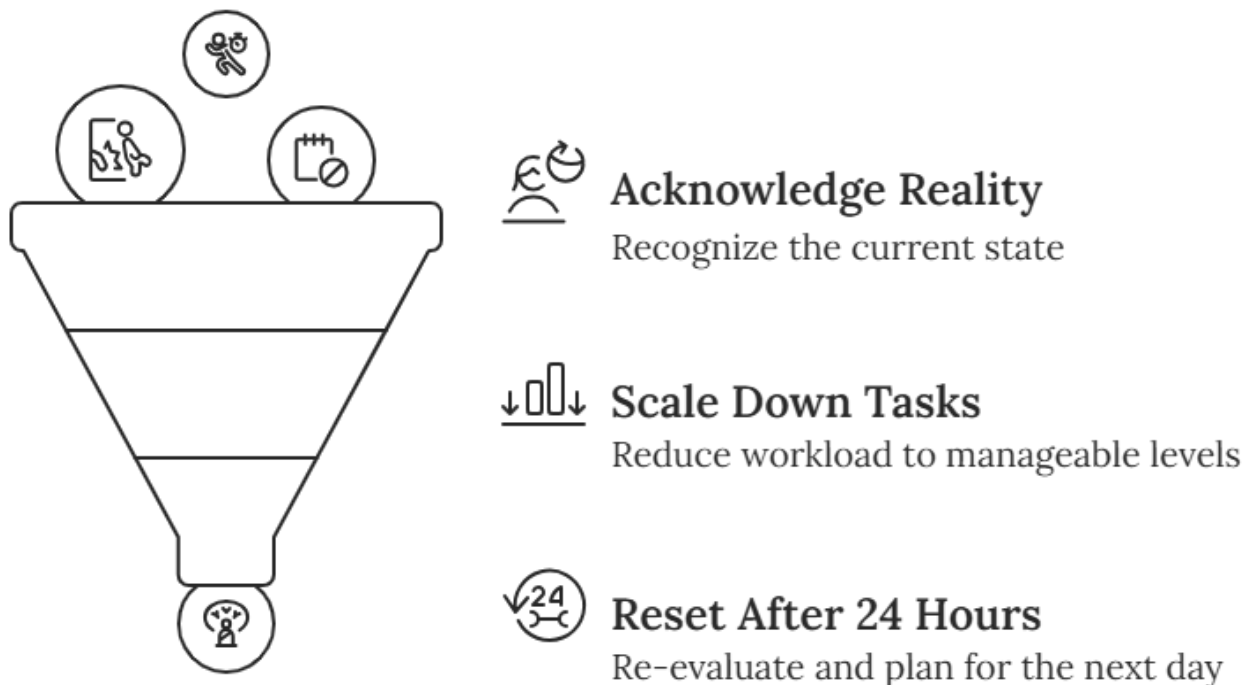 Acknowledge Reality
Recognize the current state
Scale Down Tasks
Reduce workload to manageable levels
24
Reset After 24 Hours
Re-evaluate and plan for the next day